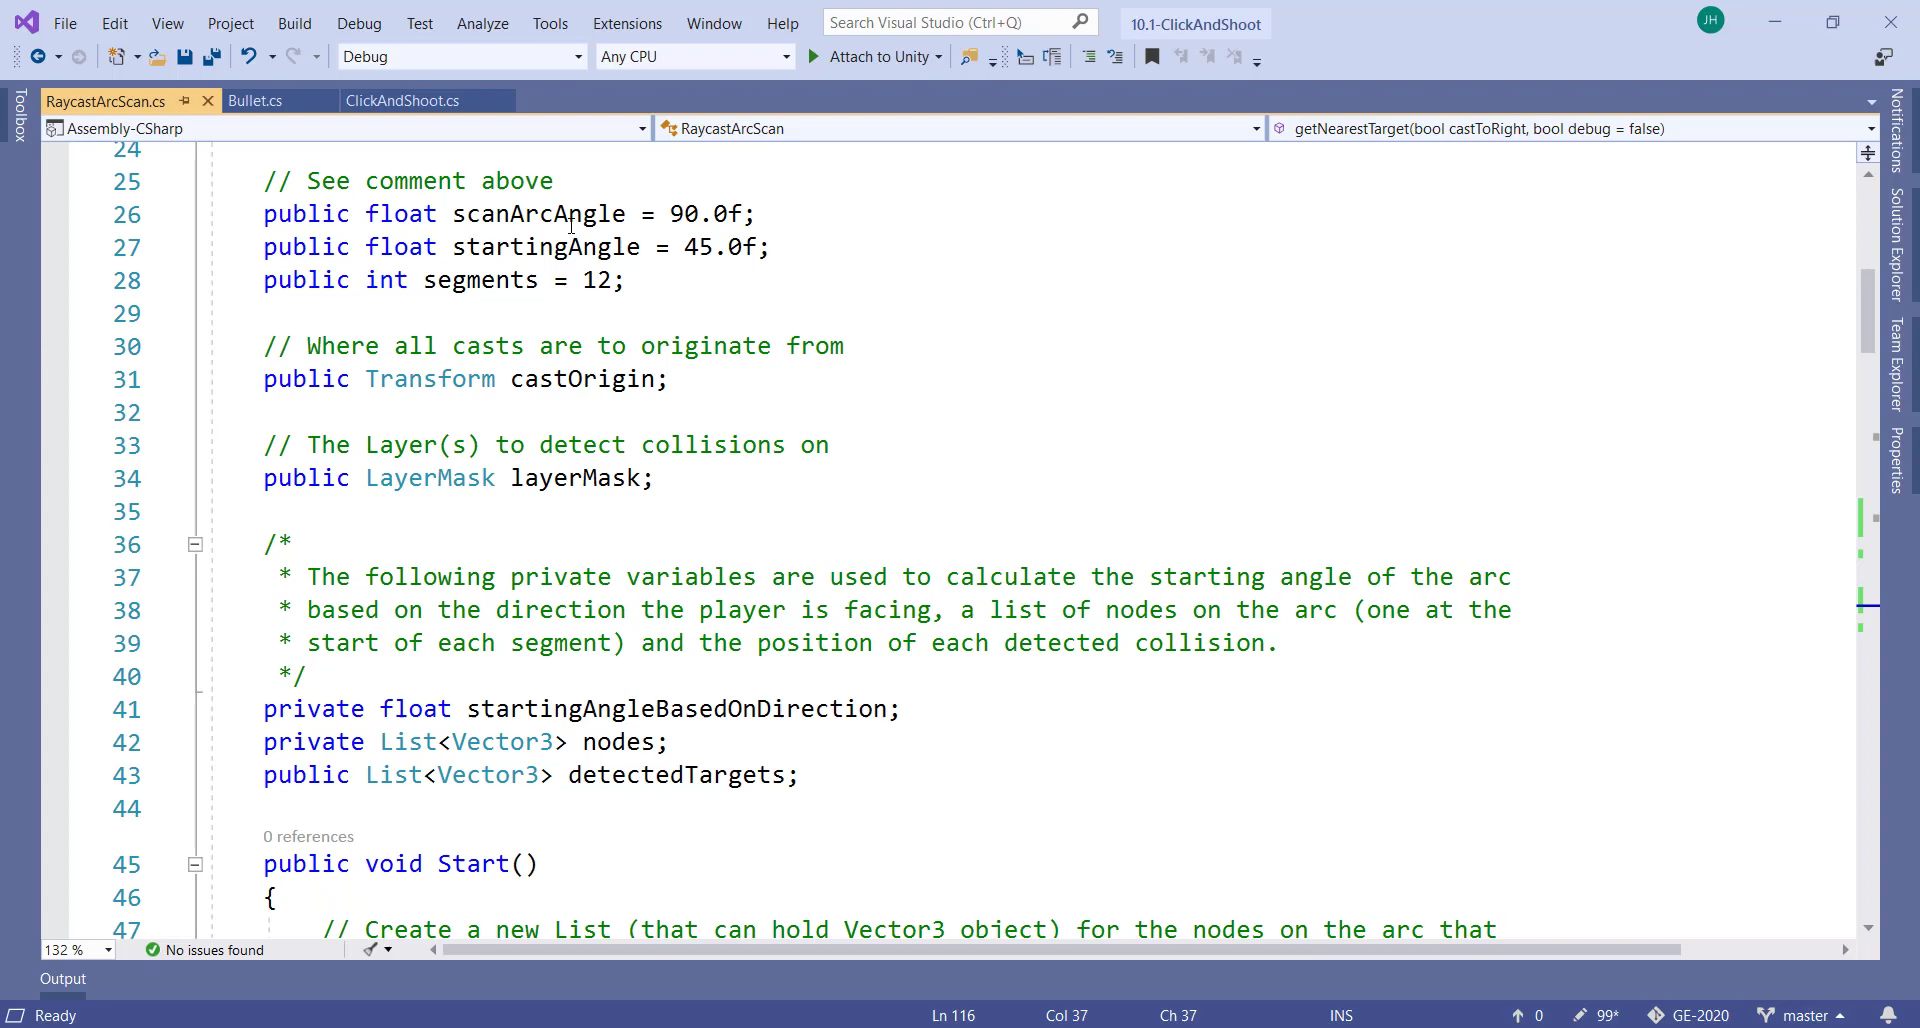 File Edit View Project Build Debug Test Analyze Tools Extensions Window Help Search Visual Studio (Ctrl+Q) 10.1-ClickAndShoot JH
Debug Any CPU Attach to Unity
Toolbox
RaycastArcScan.cs Bullet.cs ClickAndShoot.cs
Assembly-CSharp RaycastArcScan getNearestTarget(bool castToRight, bool debug = false)
24
25 // See comment above
26 public float scanArcAngle = 90.0f;
27 public float startingAngle = 45.0f;
28 public int segments = 12;
29
30 // Where all casts are to originate from
31 public Transform castOrigin;
32
33 // The Layer(s) to detect collisions on
34 public LayerMask layerMask;
35
36 /*
37 * The following private variables are used to calculate the starting angle of the arc
38 * based on the direction the player is facing, a list of nodes on the arc (one at the
39 * start of each segment) and the position of each detected collision.
40 */
41 private float startingAngleBasedOnDirection;
42 private List<Vector3> nodes;
43 public List<Vector3> detectedTargets;
44
0 references
45 public void Start()
46 {
47 // Create a new List (that can hold Vector3 object) for the nodes on the arc that
Notifications
Solution Explorer
Team Explorer
Properties
132 % No issues found
Output
Ready Ln 116 Col 37 Ch 37 INS 0 99* GE-2020 master